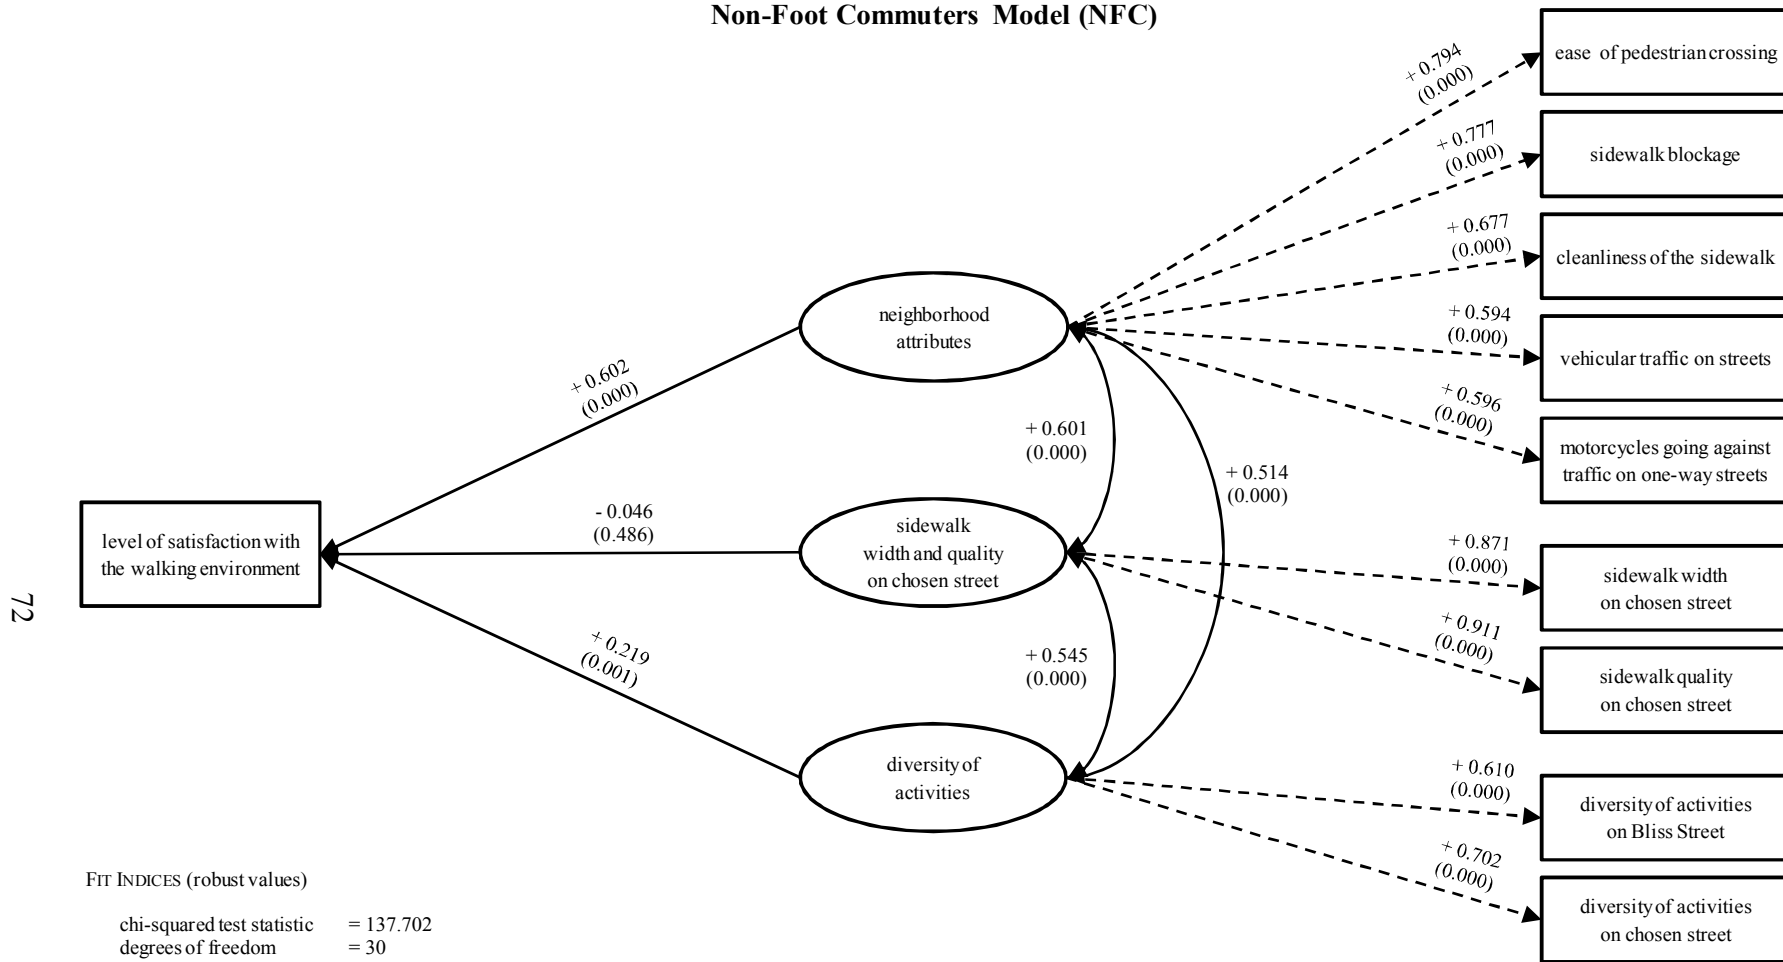 Non-Foot Commuters Model (NFC)
ease of pedestrian crossing
+ 0.794
(0.000)
sidewalk blockage
+ 0.777
(0.000)
cleanliness of the sidewalk
+ 0.677
(0.000)
vehicular traffic on streets
+ 0.594
(0.000)
motorcycles going against
traffic on one-way streets
+ 0.596
(0.000)
neighborhood
attributes
+ 0.602
(0.000)
+ 0.601
(0.000)
+ 0.514
(0.000)
level of satisfaction with
the walking environment
- 0.046
(0.486)
sidewalk
width and quality
on chosen street
+ 0.871
(0.000)
sidewalk width
on chosen street
+ 0.911
(0.000)
sidewalk quality
on chosen street
+ 0.219
(0.001)
+ 0.545
(0.000)
diversity of
activities
+ 0.610
(0.000)
diversity of activities
on Bliss Street
+ 0.702
(0.000)
diversity of activities
on chosen street
72
FIT INDICES (robust values)
chi-squared test statistic = 137.702
degrees of freedom = 30